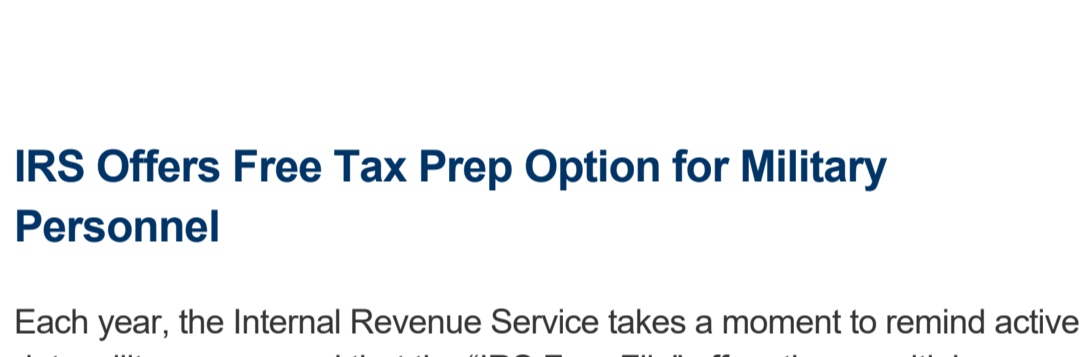 IRS Offers Free Tax Prep Option for Military
Personnel
Each year, the Internal Revenue Service takes a moment to remind active